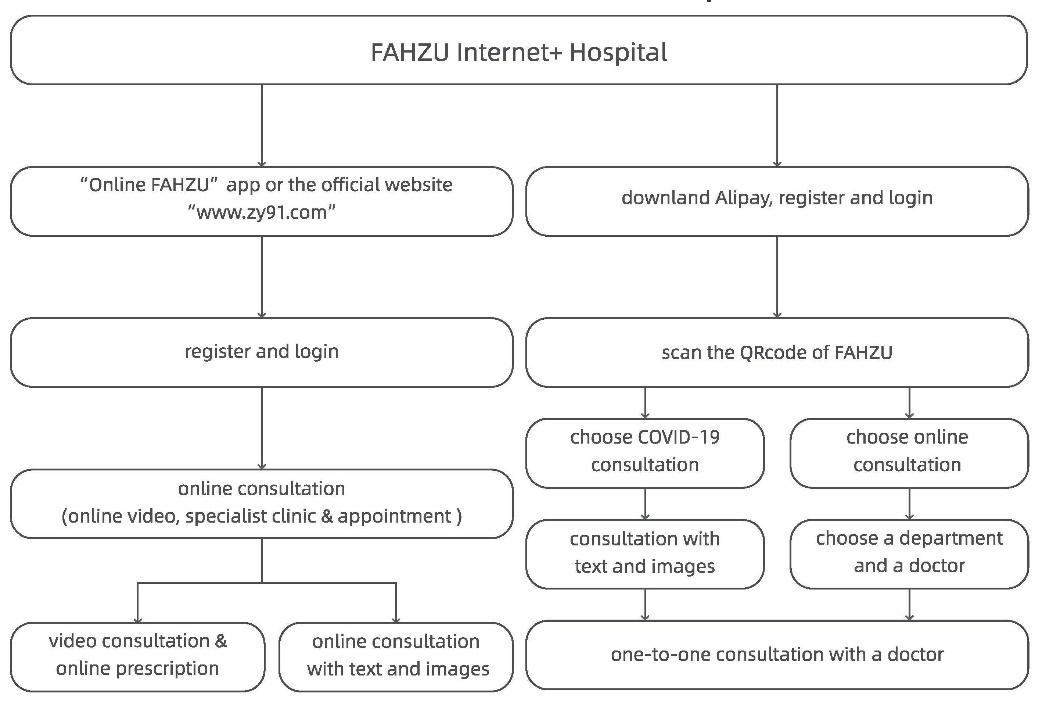 FAHZU Internet+ Hospital
“Online FAHZU” app or the official website
“www.zy91.com”
downland Alipay, register and login
register and login
scan the QRcode of FAHZU
choose COVID-19
consultation
choose online
consultation
online consultation
(online video, specialist clinic & appointment )
consultation with
text and images
choose a department
and a doctor
video consultation &
online prescription
online consultation
with text and images
one-to-one consultation with a doctor